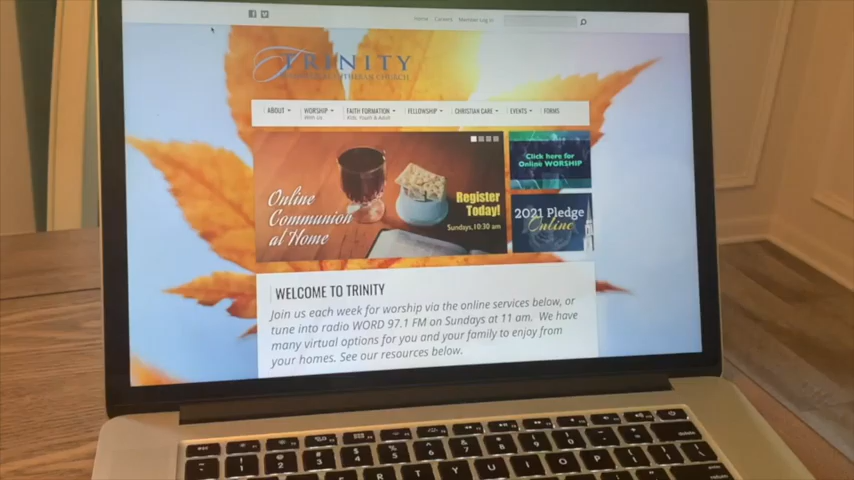 Home Careers Member Log In
TRINITY
LUTHERAN CHURCH
ABOUT WORSHIP FAITH FORMATION FELLOWSHIP CHRISTIAN CARE EVENTS FORMS
With Us Kids, Youth & Adult
Online
Communion
at Home
Register
Today!
Sundays, 10:30 am
Click here for
Online WORSHIP
2021 Pledge
Online
WELCOME TO TRINITY
Join us each week for worship via the online services below, or
tune into radio WORD 97.1 FM on Sundays at 11 am. We have
many virtual options for you and your family to enjoy from
your homes. See our resources below.